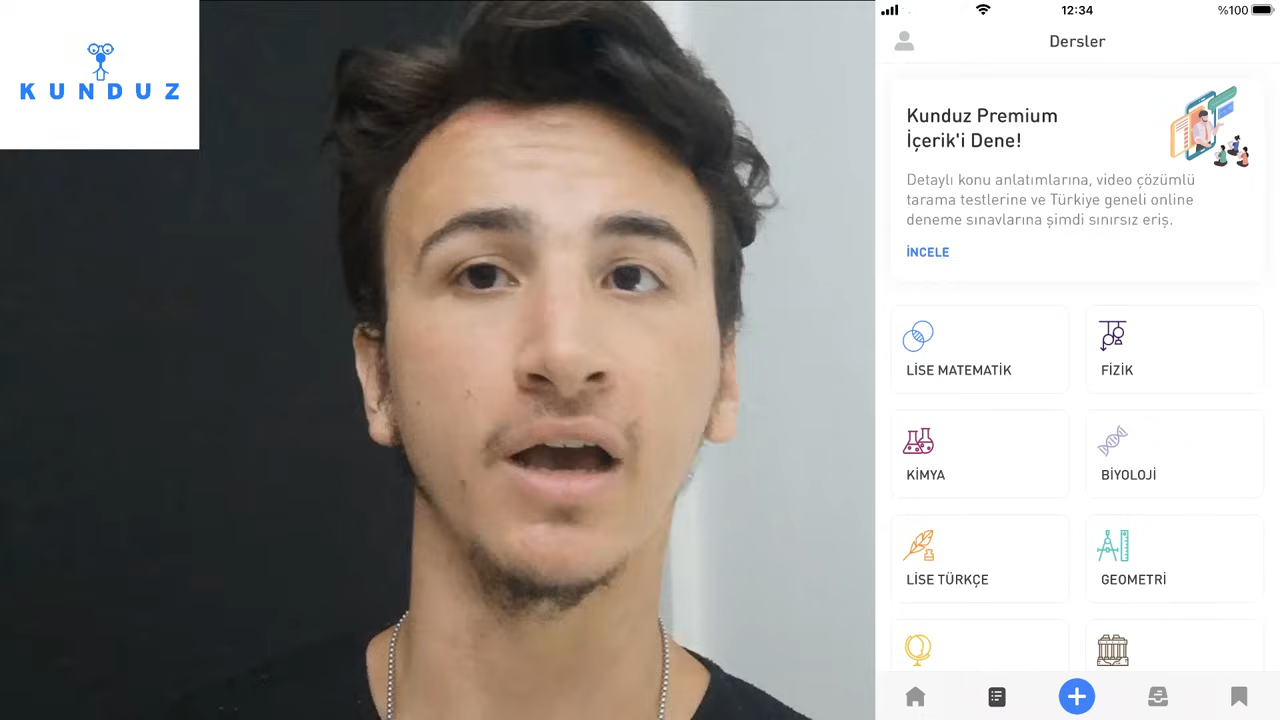 KUNDUZ
12:34
%100
Dersler
Kunduz Premium
İçerik'i Dene!
Detaylı konu anlatımlarına, video çözümlü
tarama testlerine ve Türkiye geneli online
deneme sınavlarına şimdi sınırsız eriş.
İNCELE
LİSE MATEMATİK
FİZİK
KİMYA
BİYOLOJİ
LİSE TÜRKÇE
GEOMETRİ